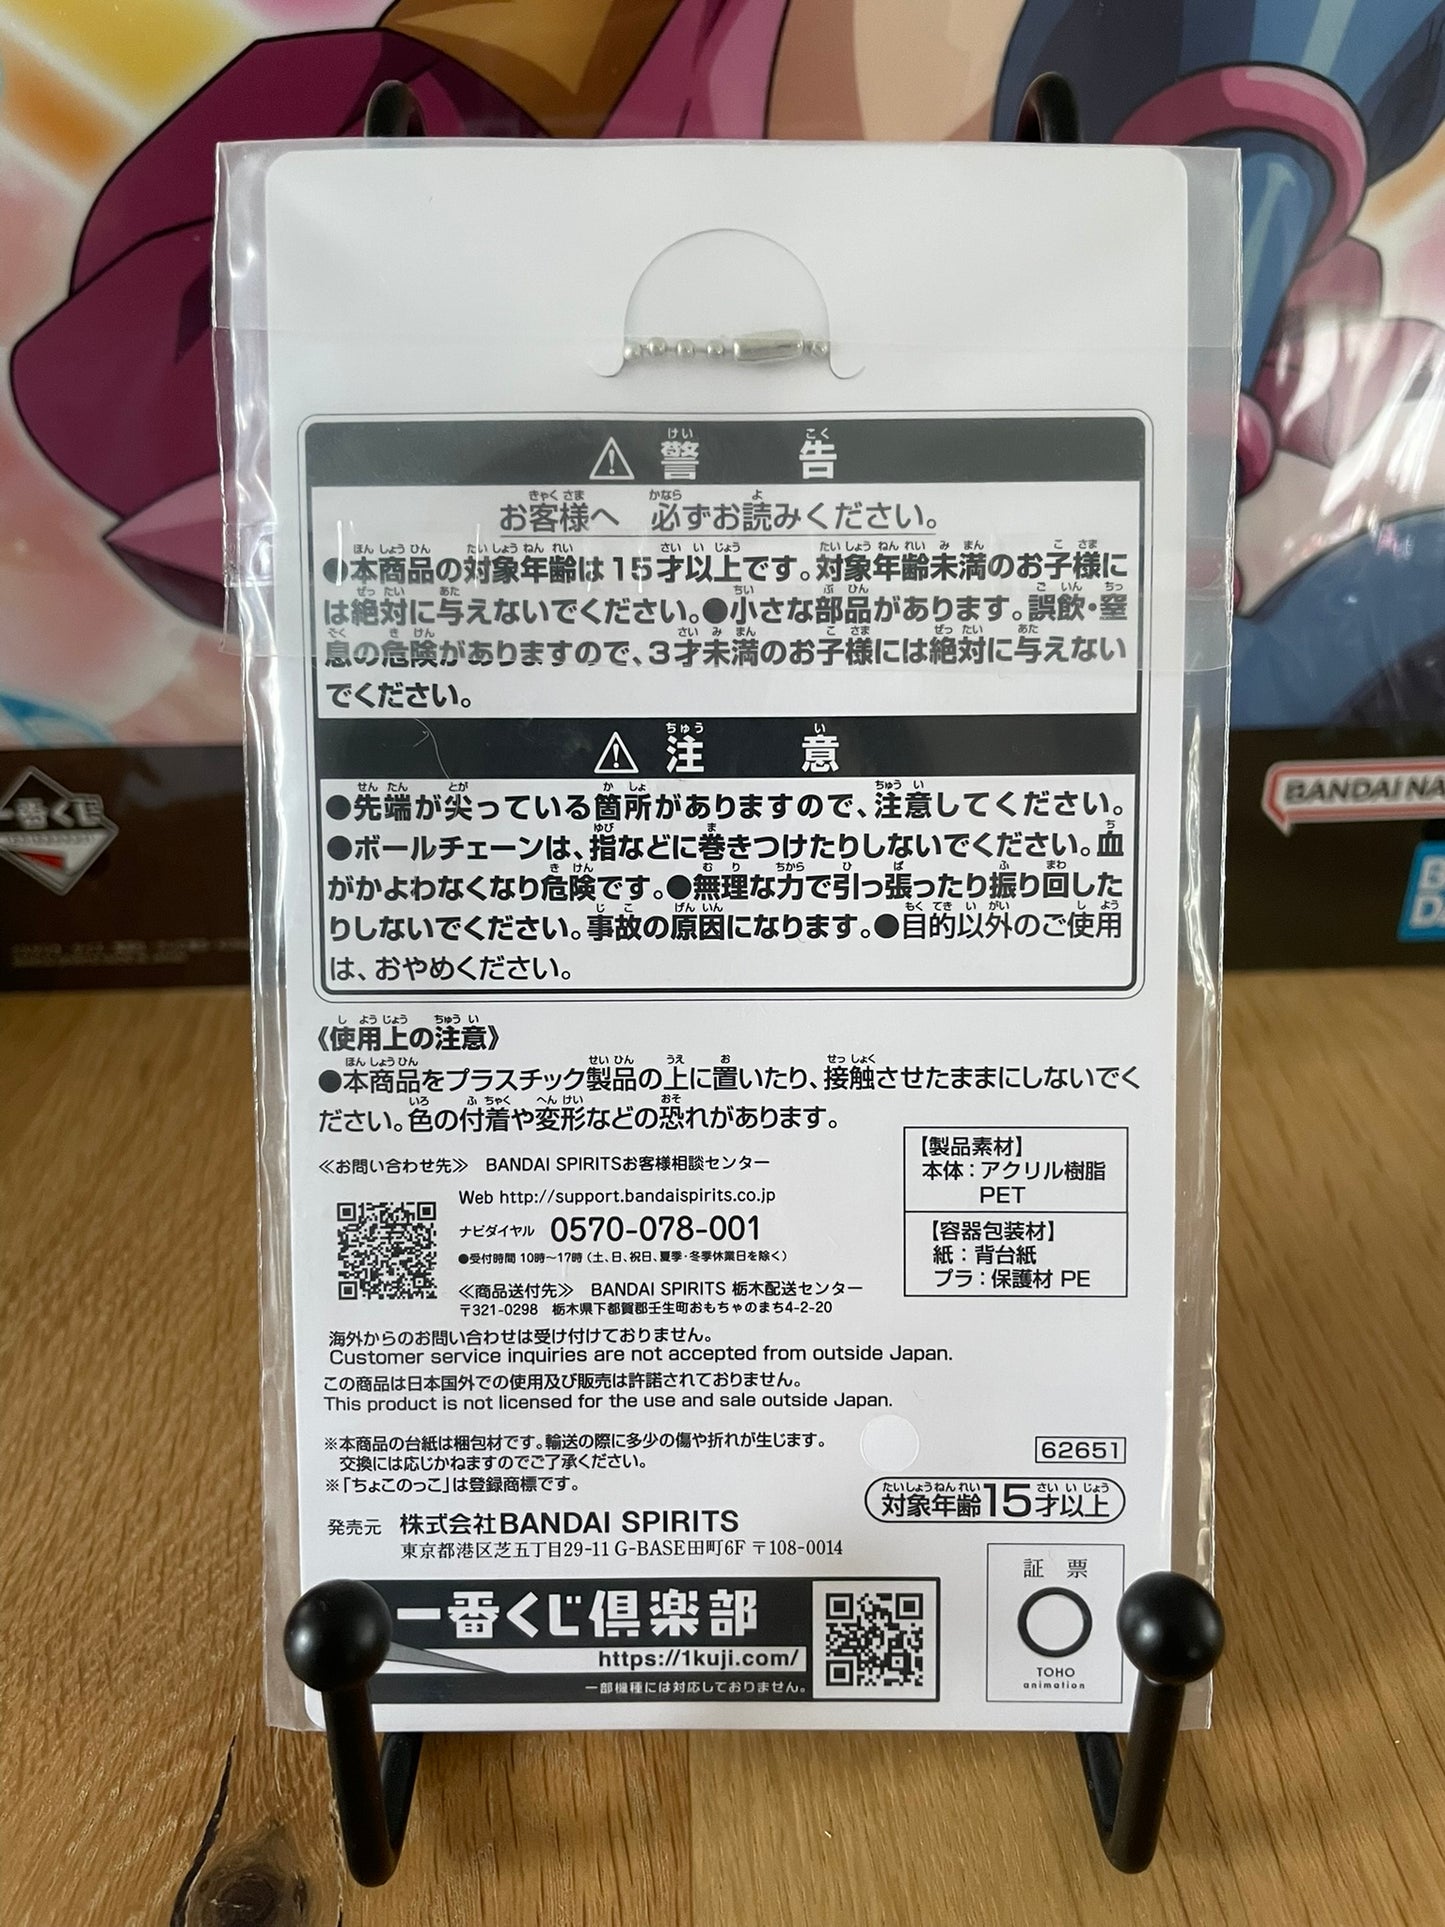 警告
お客様へ 必ずお読みください。
●本商品の対象年齢は15才以上です。対象年齢未満のお子様に
は絶対に与えないでください。●小さな部品があります。誤飲・窒
息の危険がありますので、3才未満のお子様には絶対に与えない
でください。
注意
●先端が尖っている箇所がありますので、注意してください。
●ボールチェーンは、指などに巻きつけたりしないでください。血
がかよわなくなり危険です。●無理な力で引っ張ったり振り回した
りしないでください。事故の原因になります。●目的以外のご使用
は、おやめください。
《使用上の注意》
●本商品をプラスチック製品の上に置いたり、接触させたままにしないでく
ださい。色の付着や変形などの恐れがあります。
≪お問い合わせ先≫ BANDAI SPIRITSお客様相談センター
Web http://support.bandaispirits.co.jp
ナビダイヤル 0570-078-001
●受付時間 10時〜17時(土、日、祝日、夏季・冬季休業日を除く)
≪商品送付先≫ BANDAI SPIRITS 栃木配送センター
〒321-0298 栃木県下都賀郡壬生町おもちゃのまち4-2-20
【製品素材】
本体:アクリル樹脂
PET
【容器包装材】
紙:背台紙
プラ:保護材 PE
海外からのお問い合わせは受け付けておりません。
Customer service inquiries are not accepted from outside Japan.
この商品は日本国外での使用及び販売は許諾されておりません。
This product is not licensed for the use and sale outside Japan.
※本商品の台紙は梱包材です。輸送の際に多少の傷や折れが生じます。
交換には応じかねますのでご了承ください。
※「ちょこのっこ」は登録商標です。
62651
対象年齢15才以上
発売元 株式会社BANDAI SPIRITS
東京都港区芝五丁目29-11 G-BASE田町6F 〒108-0014
一番くじ倶楽部
https://1kuji.com/
一部機種には対応しておりません。
証票
TOHO
animation
一番くじ
BANDAI NA